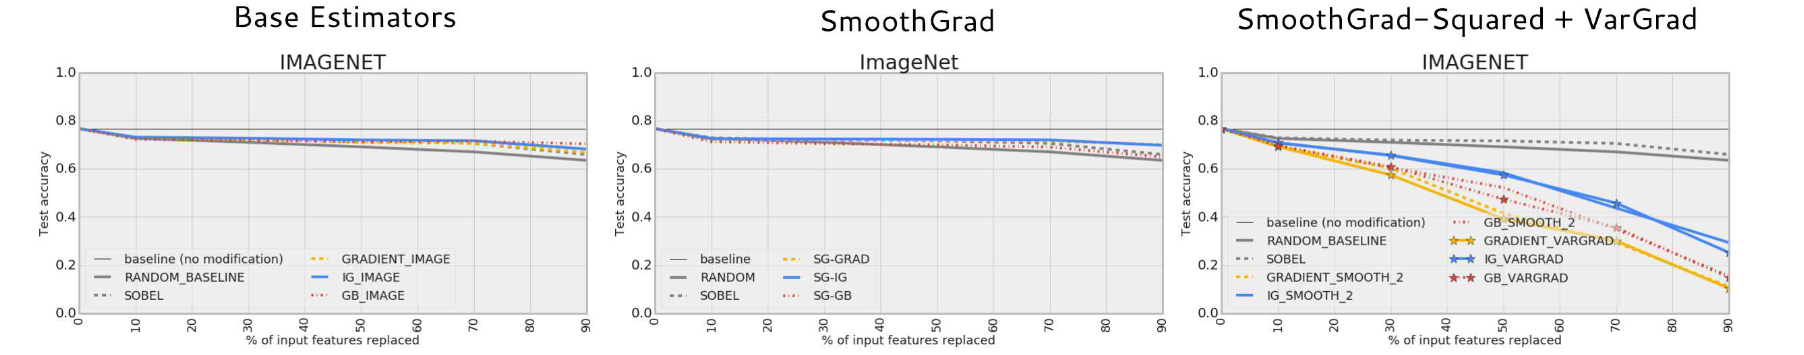 Base Estimators
SmoothGrad
SmoothGrad-Squared + VarGrad
IMAGENET
1.0
0.8
0.6
0.4
0.2
0.0
Test accuracy
baseline (no modification)
RANDOM_BASELINE
SOBEL
GRADIENT_IMAGE
IG_IMAGE
GB_IMAGE
0
10
20
30
40
50
60
70
80
90
% of input features replaced
ImageNet
1.0
0.8
0.6
0.4
0.2
0.0
Test accuracy
baseline
RANDOM
SOBEL
SG-GRAD
SG-IG
SG-GB
0
10
20
30
40
50
60
70
80
90
% of input features replaced
IMAGENET
1.0
0.8
0.6
0.4
0.2
0.0
Test accuracy
baseline (no modification)
RANDOM_BASELINE
SOBEL
GRADIENT_SMOOTH_2
IG_SMOOTH_2
GB_SMOOTH_2
GRADIENT_VARGRAD
IG_VARGRAD
GB_VARGRAD
0
10
20
30
40
50
60
70
80
90
% of input features replaced